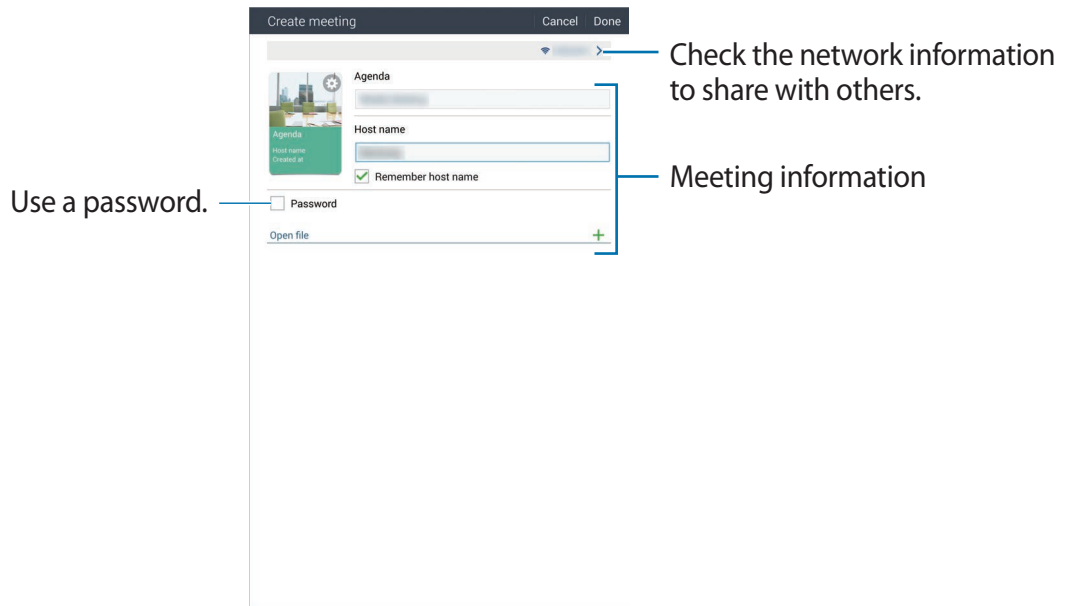 Create meeting Cancel Done
Check the network information
to share with others.
Agenda
Agenda
Host name
Created at
Host name
Remember host name
Meeting information
Use a password.
Password
Open file